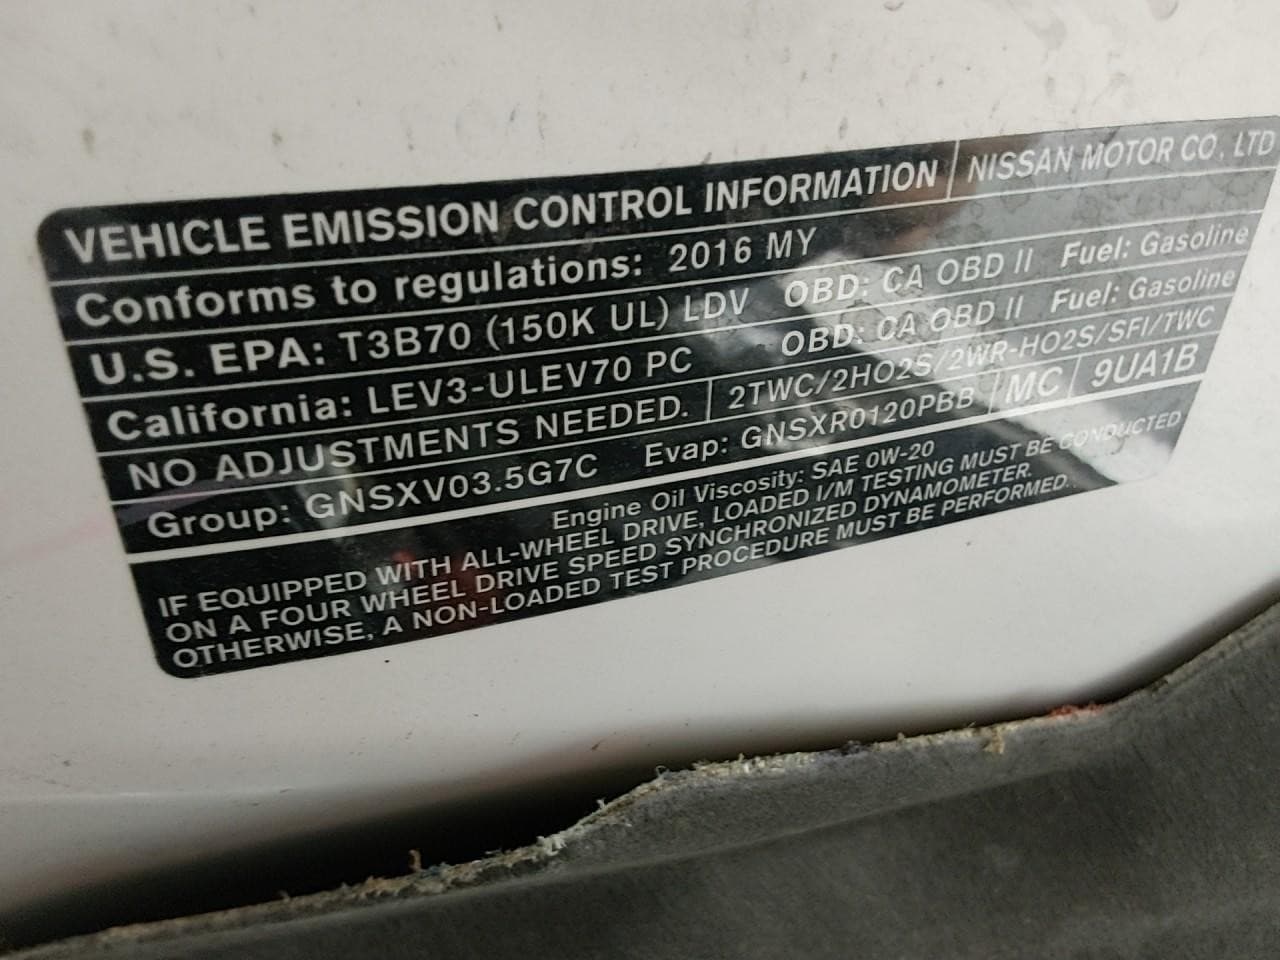 VEHICLE EMISSION CONTROL INFORMATION | NISSAN MOTOR CO., LTD
Conforms to regulations: 2016 MY
U.S. EPA: T3B70 (150K UL) LDV OBD: CA OBD II Fuel: Gasoline
California: LEV3-ULEV70 PC OBD: CA OBD II Fuel: Gasoline
NO ADJUSTMENTS NEEDED. | 2TWC/2HO2S/2WR-HO2S/SFI/TWC
Group: GNSXV03.5G7C Evap: GNSXR0120PBB | MC | 9UA1B
Engine Oil Viscosity: SAE 0W-20
IF EQUIPPED WITH ALL-WHEEL DRIVE, LOADED I/M TESTING MUST BE CONDUCTED
ON A FOUR WHEEL DRIVE SPEED SYNCHRONIZED DYNAMOMETER.
OTHERWISE, A NON-LOADED TEST PROCEDURE MUST BE PERFORMED.